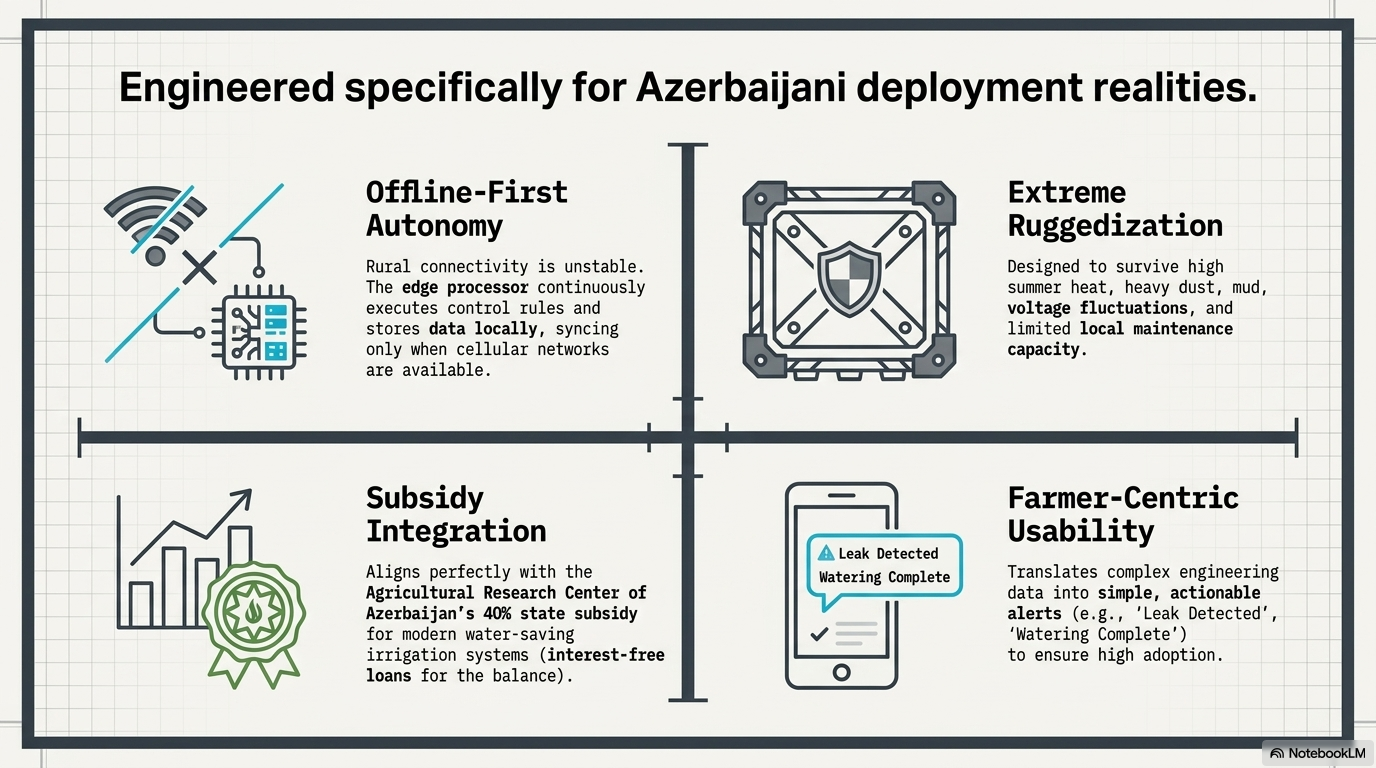 Engineered specifically for Azerbaijani deployment realities.
Offline-First
Autonomy
Rural connectivity is unstable.
The edge processor continuously
executes control rules and
stores data locally, syncing
only when cellular networks
are available.
Extreme
Ruggedization
Designed to survive high
summer heat, heavy dust, mud,
voltage fluctuations, and
limited local maintenance
capacity.
Subsidy
Integration
Aligns perfectly with the
Agricultural Research Center of
Azerbaijan's 40% state subsidy
for modern water-saving
irrigation systems (interest-free
loans for the balance).
Leak Detected
Watering Complete
Farmer-Centric
Usability
Translates complex engineering
data into simple, actionable
alerts (e.g., ‘Leak Detected’,
‘Watering Complete’)
to ensure high adoption.
NotebookLM